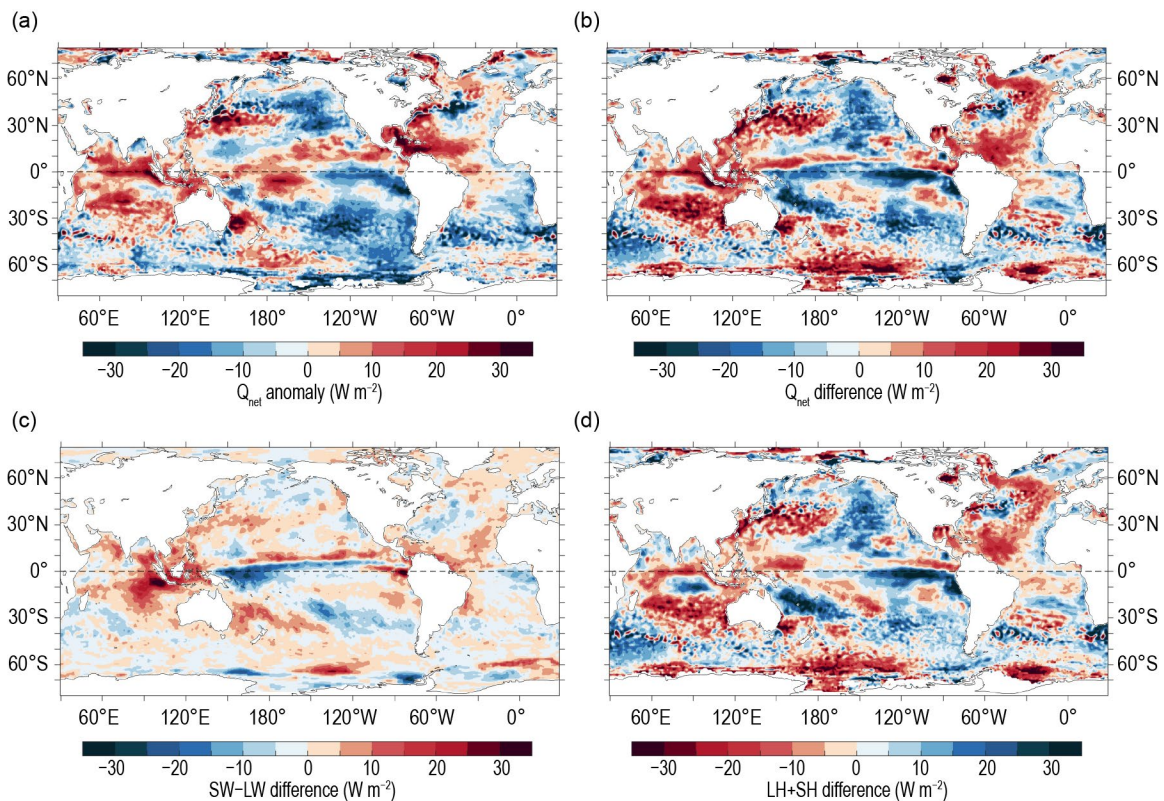 (a)
(b)
60°N
30°N
0°
30°S
60°S
60°N
30°N
0°
30°S
60°S
60°E 120°E 180° 120°W 60°W 0°
60°E 120°E 180° 120°W 60°W 0°
−30 −20 −10 0 10 20 30
−30 −20 −10 0 10 20 30
Qnet anomaly (W m−2)
Qnet difference (W m−2)
(c)
(d)
60°N
30°N
0°
30°S
60°S
60°N
30°N
0°
30°S
60°S
60°E 120°E 180° 120°W 60°W 0°
60°E 120°E 180° 120°W 60°W 0°
−30 −20 −10 0 10 20 30
−30 −20 −10 0 10 20 30
SW−LW difference (W m−2)
LH+SH difference (W m−2)